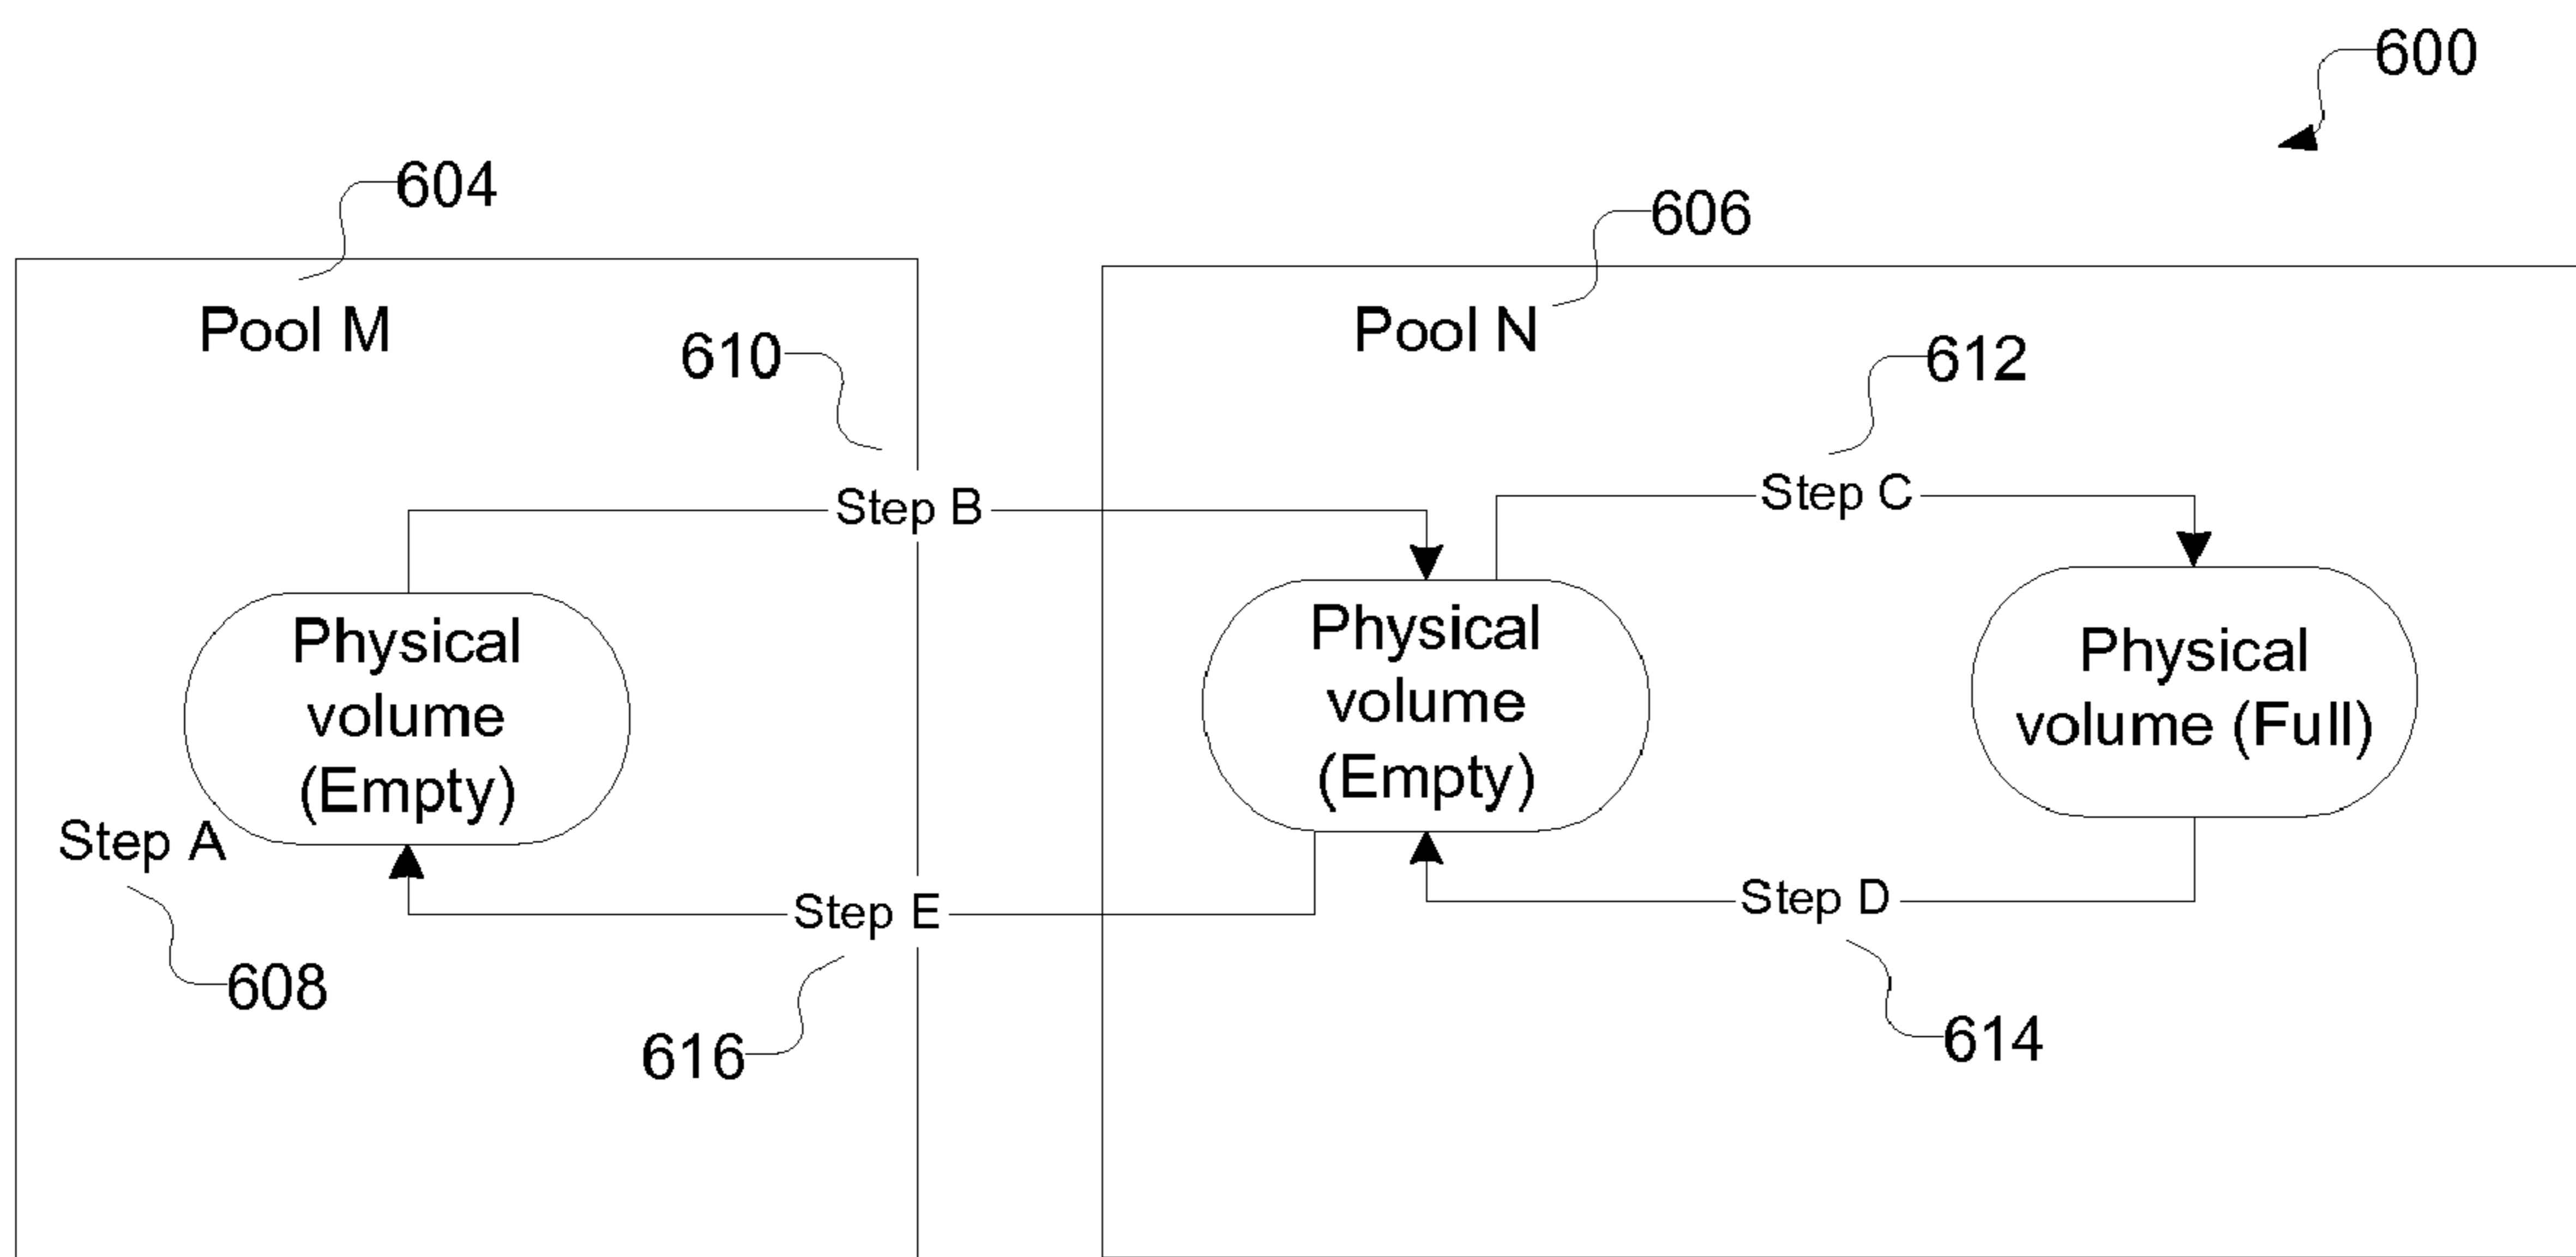 600
604
606
Pool M
Pool N
610
612
Step B
Step C
Physical
volume
(Empty)
Physical
volume
(Empty)
Physical
volume (Full)
Step A
Step E
Step D
608
616
614